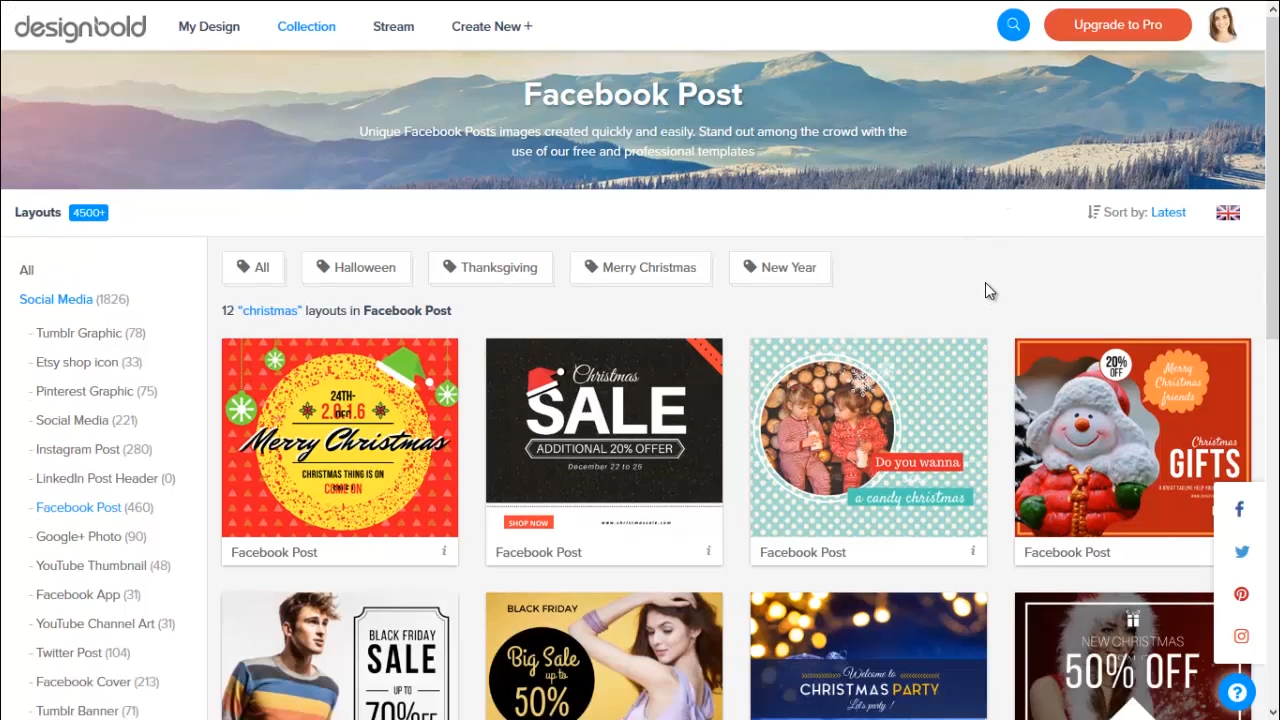 designbold
My Design
Collection
Stream
Create New +
Upgrade to Pro
Facebook Post
Unique Facebook Posts images created quickly and easily. Stand out among the crowd with the
use of our free and professional templates
Layouts 4500+
Sort by: Latest
All
Social Media (1826)
- Tumblr Graphic (78)
- Etsy shop icon (33)
- Pinterest Graphic (75)
- Social Media (221)
- Instagram Post (280)
- LinkedIn Post Header (0)
- Facebook Post (460)
- Google+ Photo (90)
- YouTube Thumbnail (48)
- Facebook App (31)
- YouTube Channel Art (31)
- Twitter Post (104)
- Facebook Cover (213)
- Tumblr Banner (71)
All
Halloween
Thanksgiving
Merry Christmas
New Year
12 "christmas" layouts in Facebook Post
24TH-
Merry Christmas
CHRISTMAS THING IS ON
Facebook Post
Christmas
SALE
ADDITIONAL 20% OFFER
December 22 to 26
SHOP NOW
www.christmassale.com
Facebook Post
Do you wanna
a candy christmas
Facebook Post
20%
OFF
Merry
Christmas
friends
Christmas
GIFTS
Facebook Post
BLACK FRIDAY
SALE
UP TO
70% OFF
BLACK FRIDAY
Big Sale
up to
50%
Welcome to
CHRISTMAS PARTY
Let's party !
NEW CHRISTMAS
50% OFF